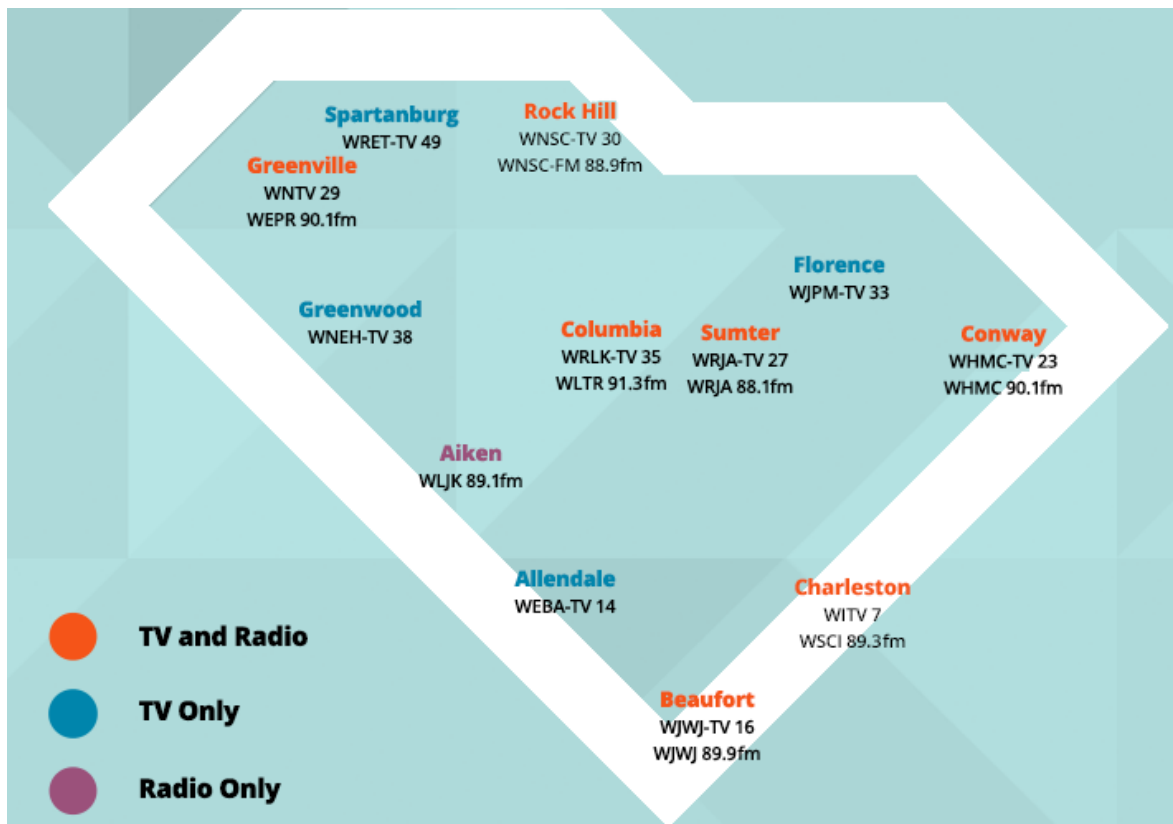 Spartanburg
WRET-TV 49
Rock Hill
WNSC-TV 30
WNSC-FM 88.9fm
Greenville
WNTV 29
WEPR 90.1fm
Florence
WJPM-TV 33
Greenwood
WNEH-TV 38
Columbia
WRLK-TV 35
WLTR 91.3fm
Sumter
WRJA-TV 27
WRJA 88.1fm
Conway
WHMC-TV 23
WHMC 90.1fm
Aiken
WLJK 89.1fm
Allendale
WEBA-TV 14
Charleston
WITV 7
WSCI 89.3fm
Beaufort
WJWJ-TV 16
WJWJ 89.9fm
TV and Radio
TV Only
Radio Only